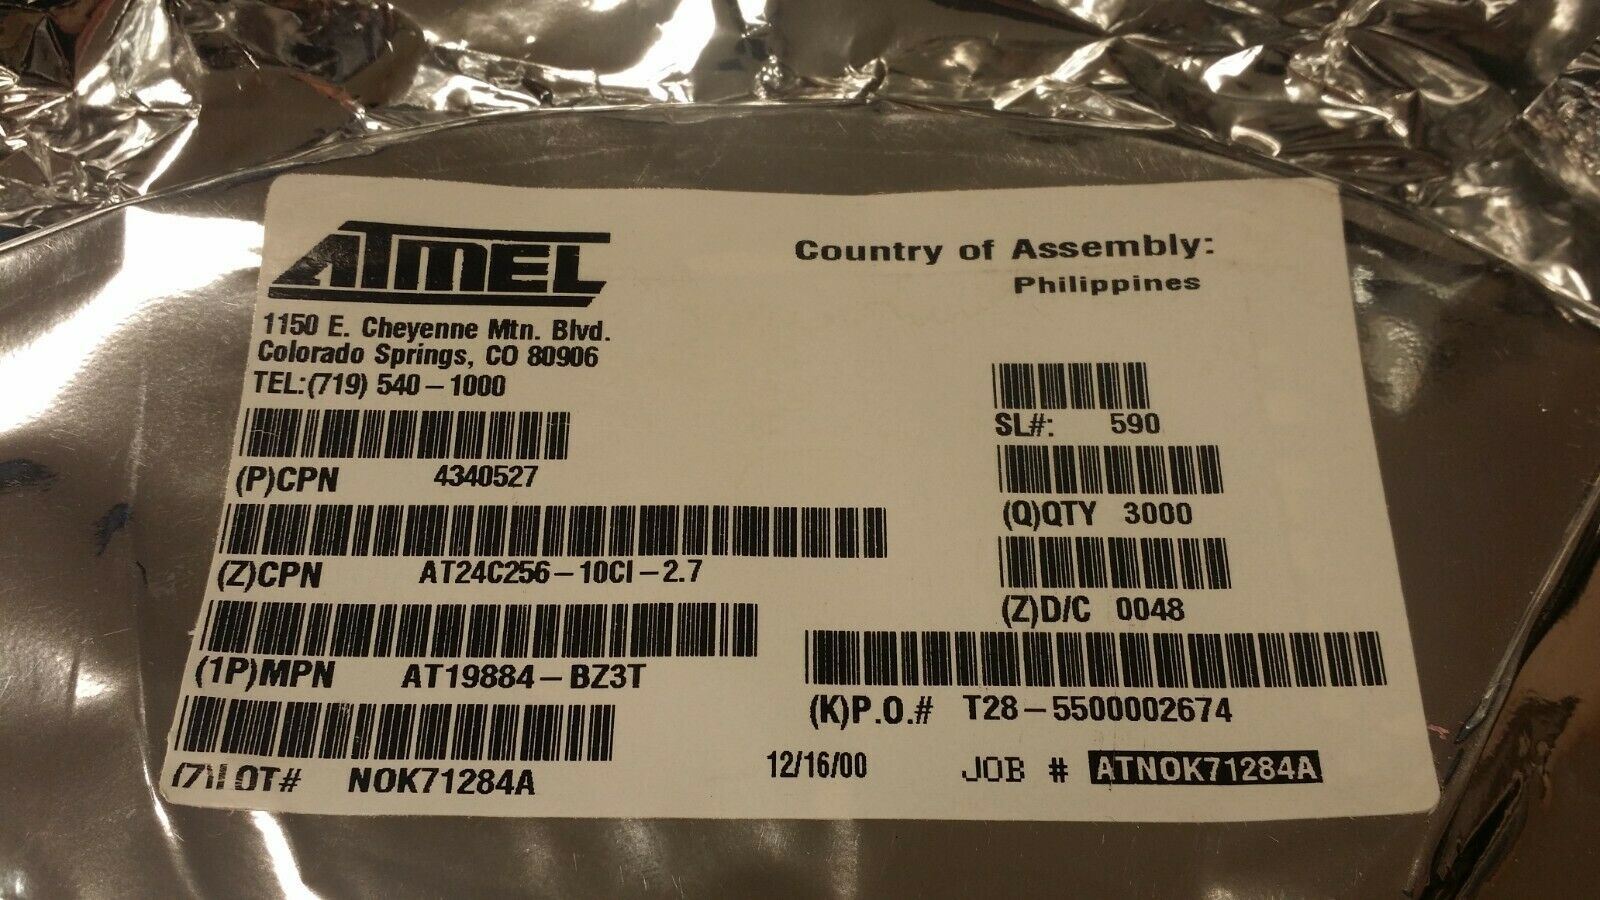 ATMEL
1150 E. Cheyenne Mtn. Blvd.
Colorado Springs, CO 80906
TEL:(719) 540-1000
Country of Assembly:
Philippines
SL#: 590
(P)CPN 4340527
(Q)QTY 3000
(Z)CPN AT24C256-10CI-2.7
(Z)D/C 0048
(1P)MPN AT19884-BZ3T
(K)P.O.# T28-5500002674
(Z)LOT# NOK71284A
12/16/00 JOB # ATNOK71284A